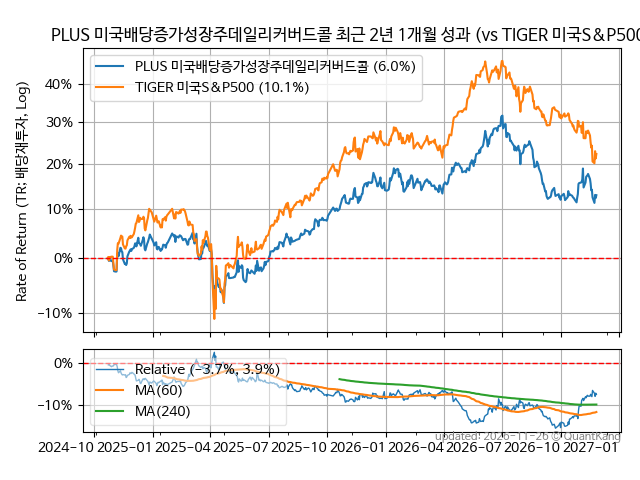 PLUS 미국배당증가성장주데일리커버드콜 최근 2년 1개월 성과 (vs TIGER 미국S&P500
PLUS 미국배당증가성장주데일리커버드콜 (6.0%)
TIGER 미국S&P500 (10.1%)
Rate of Return (TR: 배당재투자, Log)
40%
30%
20%
10%
0%
−10%
Relative (−3.7%, 3.9%)
MA(60)
MA(240)
0%
−10%
updated: 2026-11-26 © QuantKang
2024-10 2025-01 2025-04 2025-07 2025-10 2026-01 2026-04 2026-07 2026-10 2027-01